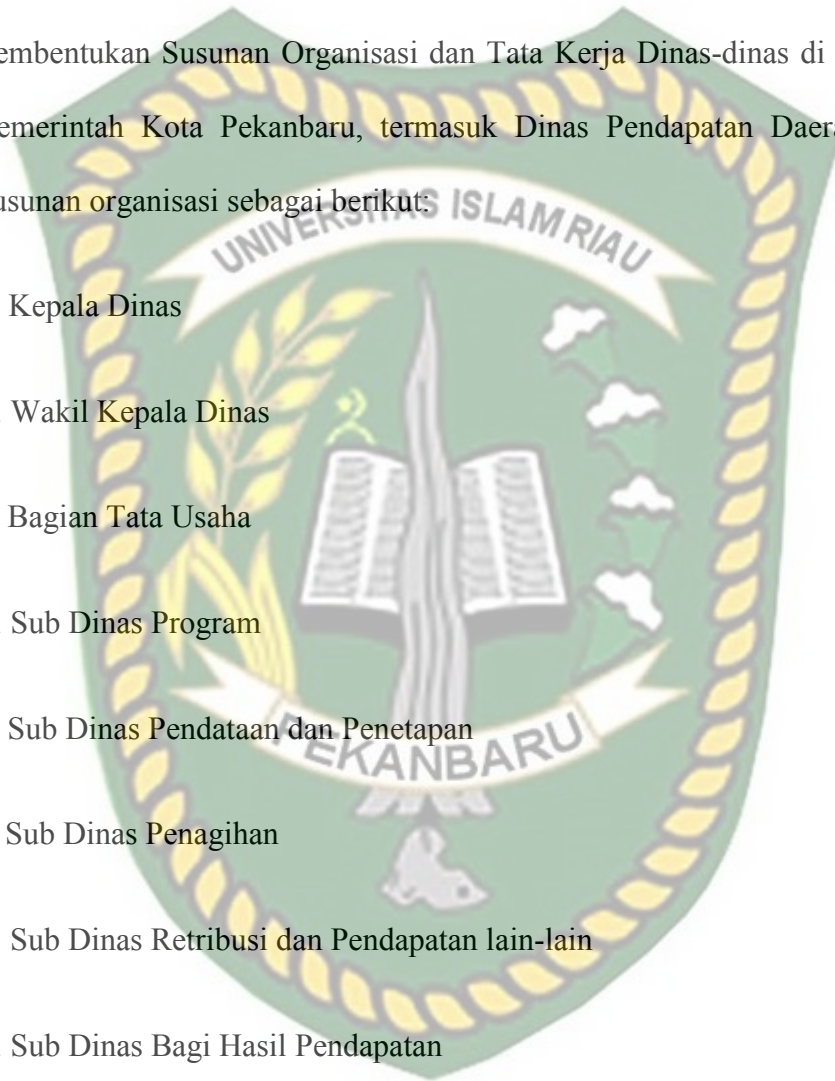 embentukan Susunan Organisasi dan Tata Kerja Dinas-dinas di
emerintah Kota Pekanbaru, termasuk Dinas Pendapatan Daera
usunan organisasi sebagai berikut:
UNIVERSITAS ISLAM RIAU
Kepala Dinas
Wakil Kepala Dinas
Bagian Tata Usaha
Sub Dinas Program
Sub Dinas Pendataan dan Penetapan
PEKANBARU
Sub Dinas Penagihan
Sub Dinas Retribusi dan Pendapatan lain-lain
Sub Dinas Bagi Hasil Pendapatan